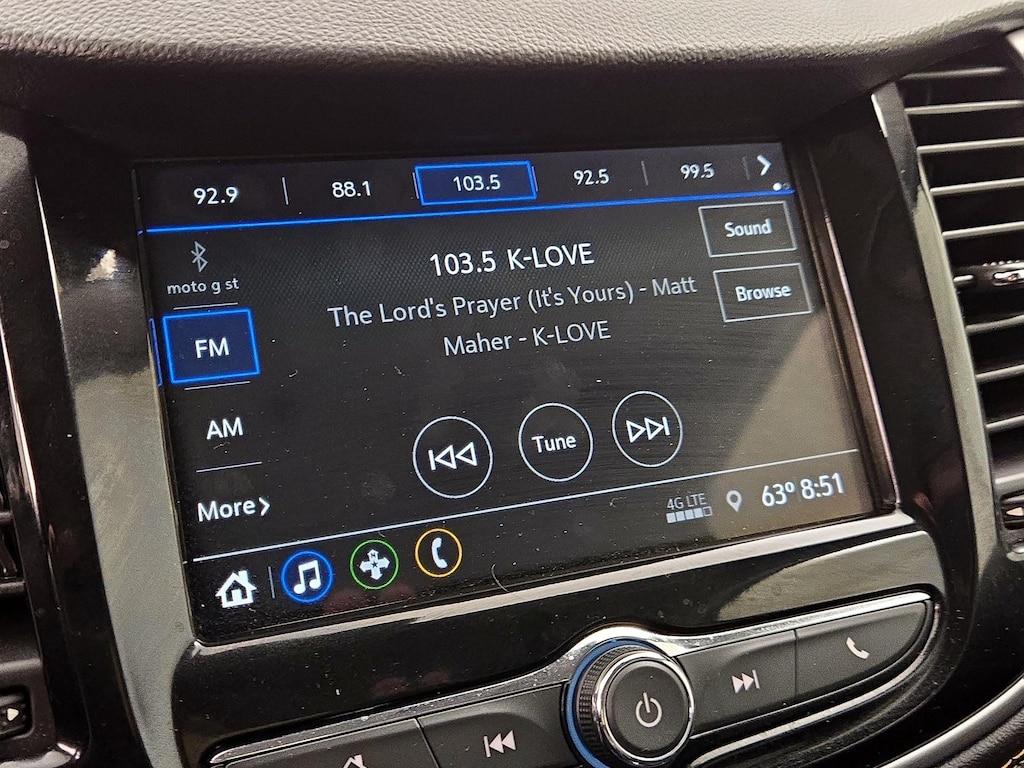 92.9 88.1 103.5 92.5 99.5
moto g st
103.5 K-LOVE
Sound
The Lord's Prayer (It's Yours) - Matt
Maher - K-LOVE
Browse
FM
AM
Tune
More
4G LTE
63° 8:51
N